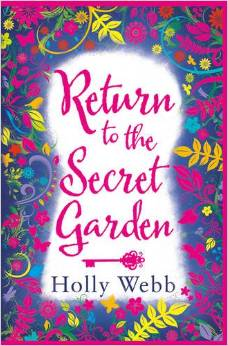 Return
to the
Secret
Garden
Holly Webb